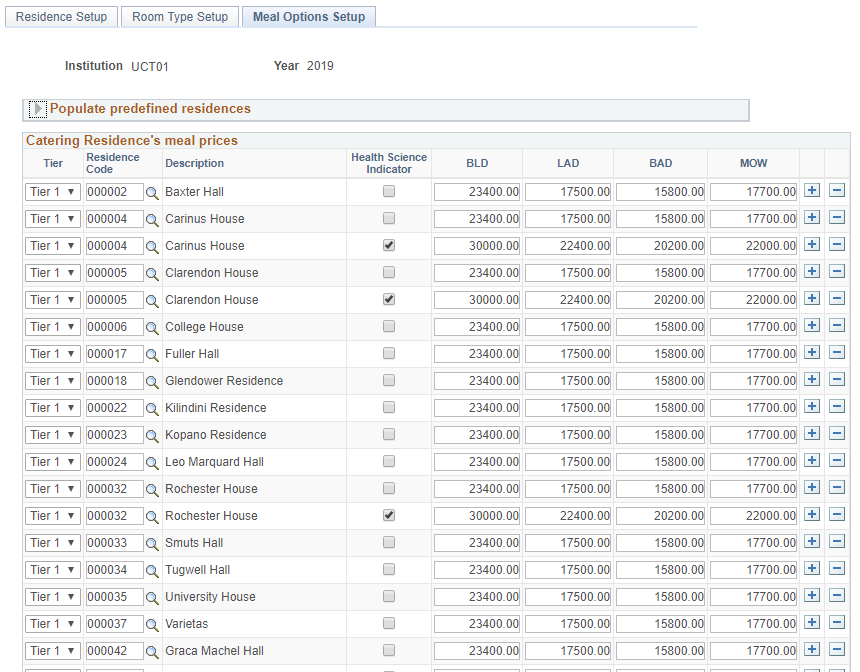 Residence Setup Room Type Setup Meal Options Setup
Institution UCT01 Year 2019
Populate predefined residences
Catering Residence's meal prices
Tier Residence Code Description Health Science Indicator BLD LAD BAD MOW
Tier 1 000002 Baxter Hall 23400.00 17500.00 15800.00 17700.00
Tier 1 000004 Carinus House 23400.00 17500.00 15800.00 17700.00
Tier 1 000004 Carinus House 30000.00 22400.00 20200.00 22000.00
Tier 1 000005 Clarendon House 23400.00 17500.00 15800.00 17700.00
Tier 1 000005 Clarendon House 30000.00 22400.00 20200.00 22000.00
Tier 1 000006 College House 23400.00 17500.00 15800.00 17700.00
Tier 1 000017 Fuller Hall 23400.00 17500.00 15800.00 17700.00
Tier 1 000018 Glendower Residence 23400.00 17500.00 15800.00 17700.00
Tier 1 000022 Kilindini Residence 23400.00 17500.00 15800.00 17700.00
Tier 1 000023 Kopano Residence 23400.00 17500.00 15800.00 17700.00
Tier 1 000024 Leo Marquard Hall 23400.00 17500.00 15800.00 17700.00
Tier 1 000032 Rochester House 23400.00 17500.00 15800.00 17700.00
Tier 1 000032 Rochester House 30000.00 22400.00 20200.00 22000.00
Tier 1 000033 Smuts Hall 23400.00 17500.00 15800.00 17700.00
Tier 1 000034 Tugwell Hall 23400.00 17500.00 15800.00 17700.00
Tier 1 000035 University House 23400.00 17500.00 15800.00 17700.00
Tier 1 000037 Varietas 23400.00 17500.00 15800.00 17700.00
Tier 1 000042 Graca Machel Hall 23400.00 17500.00 15800.00 17700.00